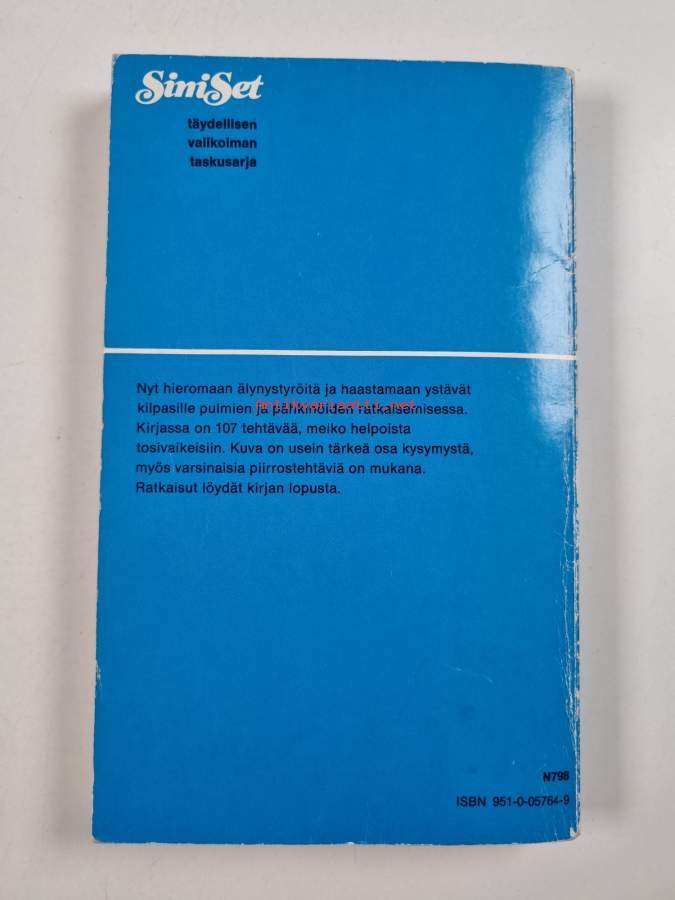 SiniSet
täydellisen
valikoiman
taskusarja
Nyt hieromaan älynystyröitä ja haastamaan ystävät
kilpasille pulmien ja pähkinöiden ratkaisemisessa.
Antikvariaatti.net
Kirjassa on 107 tehtävää, melko helpoista
tosivaikeisiin. Kuva on usein tärkeä osa kysymystä,
myös varsinaisia piirrostehtäviä on mukana.
Ratkaisut löydät kirjan lopusta.
N798
ISBN 951-0-05764-9